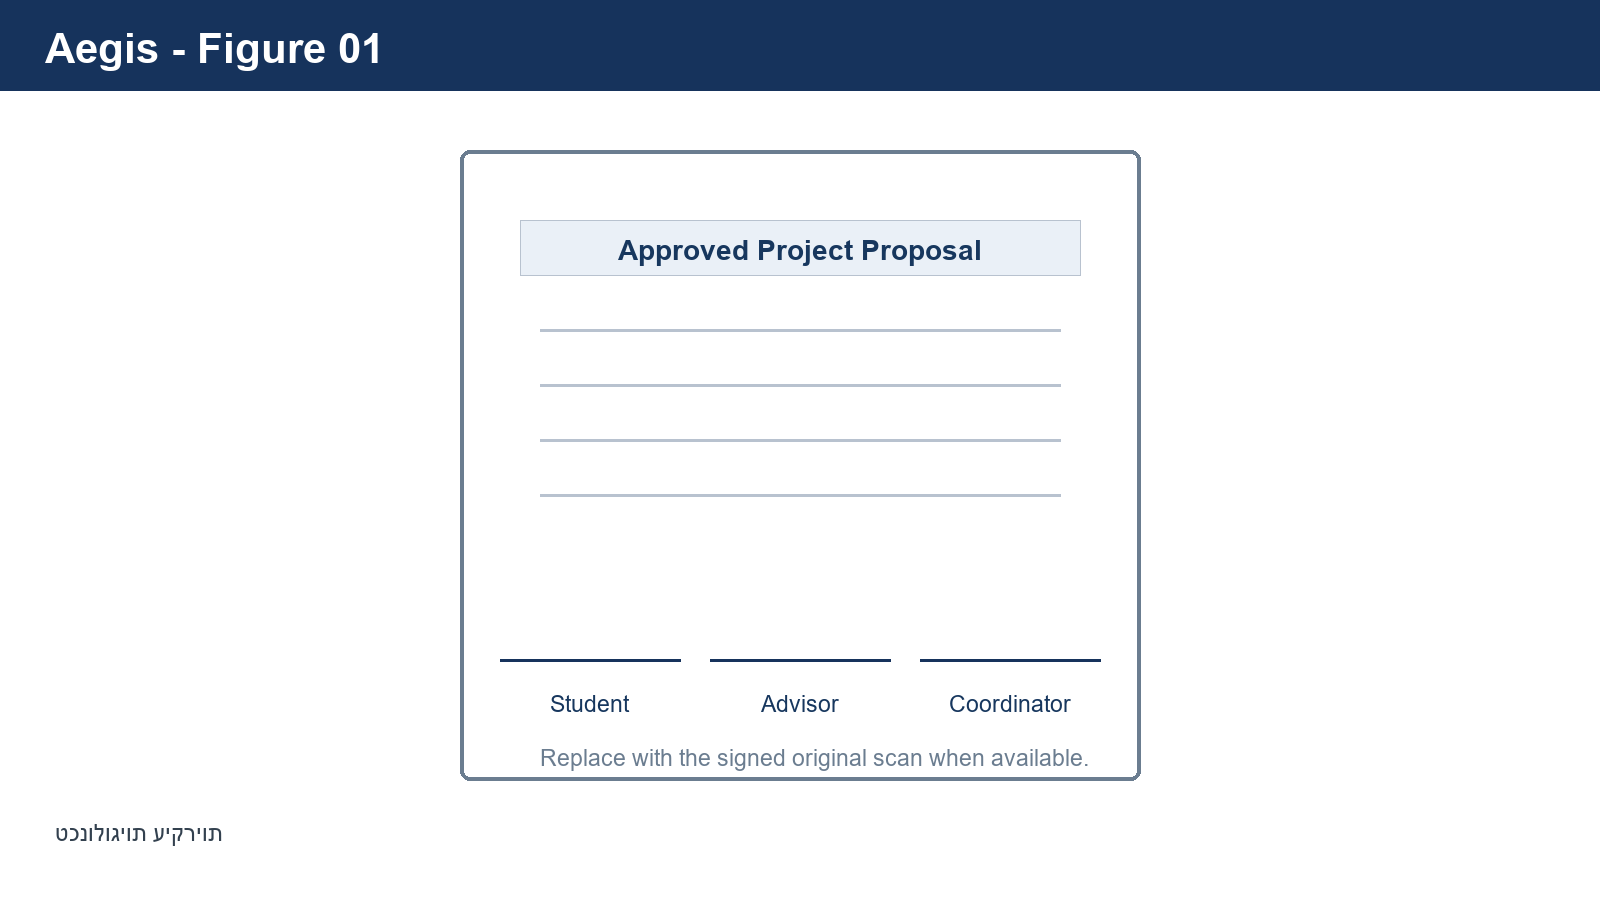 Aegis - Figure 01
Approved Project Proposal
Student Advisor Coordinator
Replace with the signed original scan when available.
תוירקיע תויגולונכט